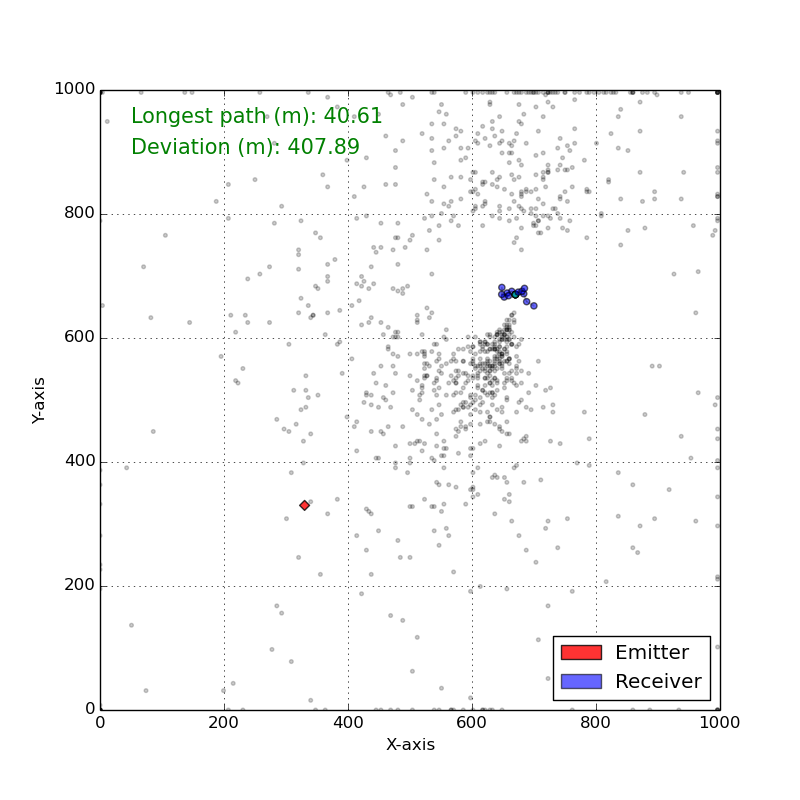 Longest path (m): 40.61
Deviation (m): 407.89
1000
800
600
400
200
0
Y-axis
0 200 400 600 800 1000
X-axis
Emitter
Receiver